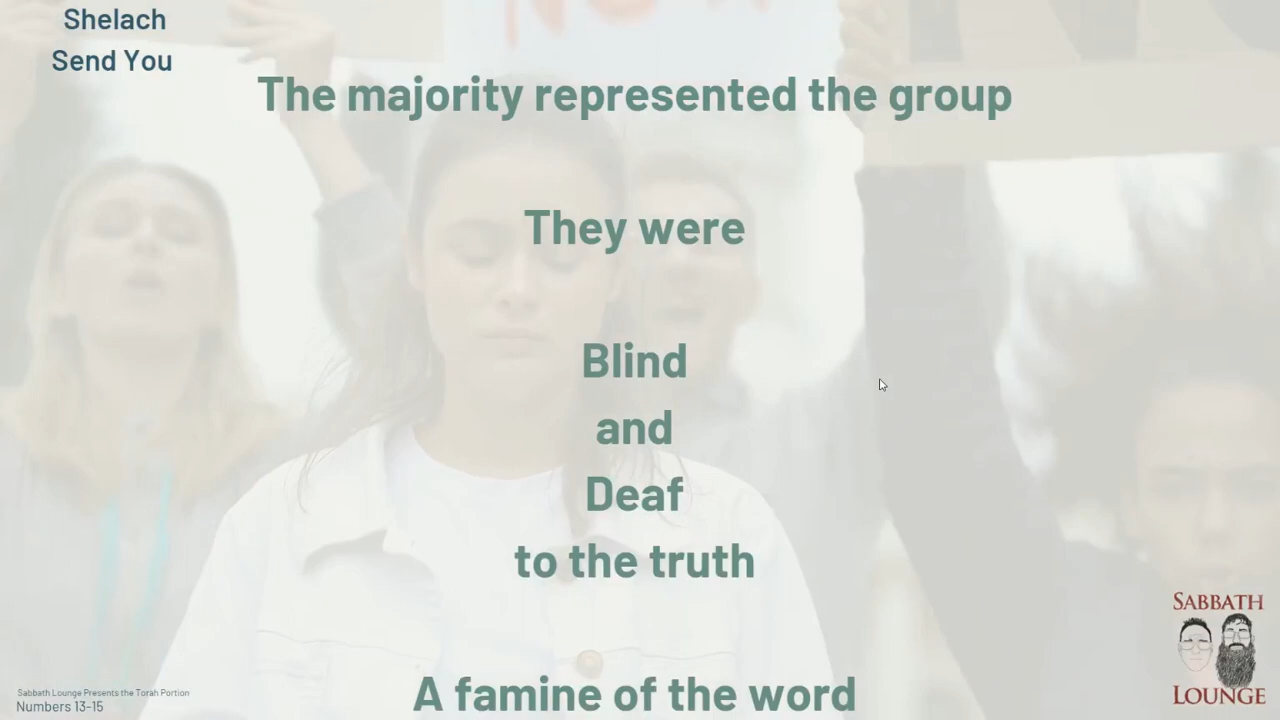 Shelach
Send You
The majority represented the group
They were
Blind
and
Deaf
to the truth
A famine of the word
Sabbath Lounge Presents the Torah Portion
Numbers 13-15
SABBATH
LOUNGE